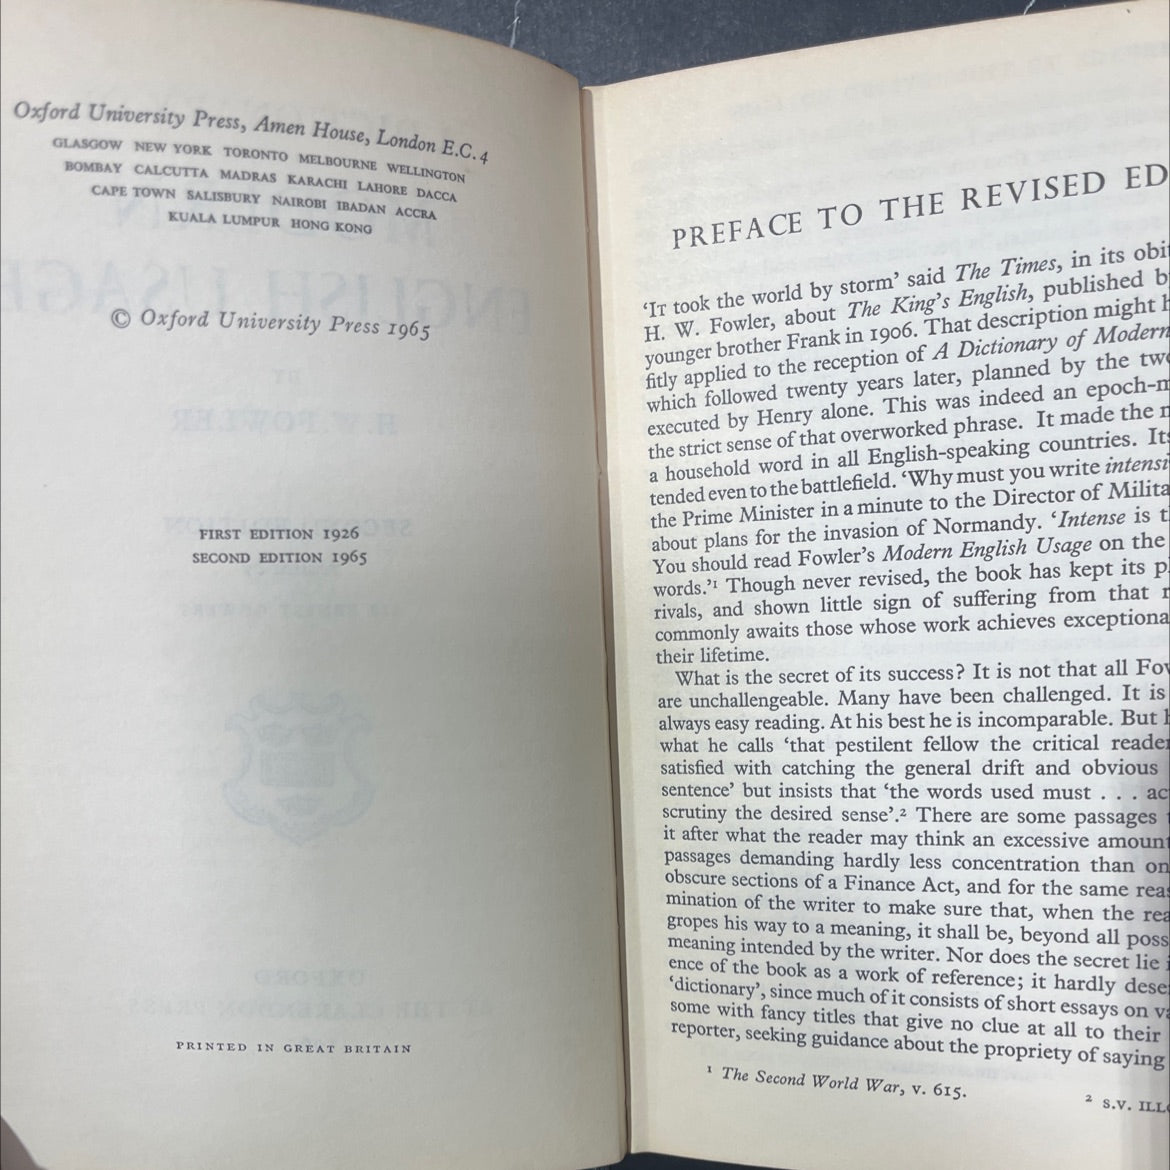 Oxford University Press, Amen House, London E.C.4
GLASGOW NEW YORK TORONTO MELBOURNE WELLINGTON
BOMBAY CALCUTTA MADRAS KARACHI LAHORE DACCA
CAPE TOWN SALISBURY NAIROBI IBADAN ACCRA
KUALA LUMPUR HONG KONG
© Oxford University Press 1965
FIRST EDITION 1926
SECOND EDITION 1965
PRINTED IN GREAT BRITAIN
PREFACE TO THE REVISED ED
‘IT took the world by storm’ said The Times, in its obi
H. W. Fowler, about The King’s English, published b
younger brother Frank in 1906. That description might
fitly applied to the reception of A Dictionary of Modern
which followed twenty years later, planned by the tw
executed by Henry alone. This was indeed an epoch-m
the strict sense of that overworked phrase. It made the
a household word in all English-speaking countries. It
tended even to the battlefield. ‘Why must you write intensi
the Prime Minister in a minute to the Director of Milita
about plans for the invasion of Normandy. ‘Intense is t
You should read Fowler’s Modern English Usage on the
words.’¹ Though never revised, the book has kept its p
rivals, and shown little sign of suffering from that
commonly awaits those whose work achieves exceptiona
their lifetime.
What is the secret of its success? It is not that all Fow
are unchallengeable. Many have been challenged. It is
always easy reading. At his best he is incomparable. But
what he calls ‘that pestilent fellow the critical reader
satisfied with catching the general drift and obvious
sentence’ but insists that ‘the words used must . . . ac
scrutiny the desired sense’.² There are some passages
it after what the reader may think an excessive amount
passages demanding hardly less concentration than on
obscure sections of a Finance Act, and for the same reas
mination of the writer to make sure that, when the rea
gropes his way to a meaning, it shall be, beyond all poss
meaning intended by the writer. Nor does the secret lie
ence of the book as a work of reference; it hardly dese
‘dictionary’, since much of it consists of short essays on va
some with fancy titles that give no clue at all to their
reporter, seeking guidance about the propriety of saying
¹ The Second World War, v. 615.
² S.V. ILLO